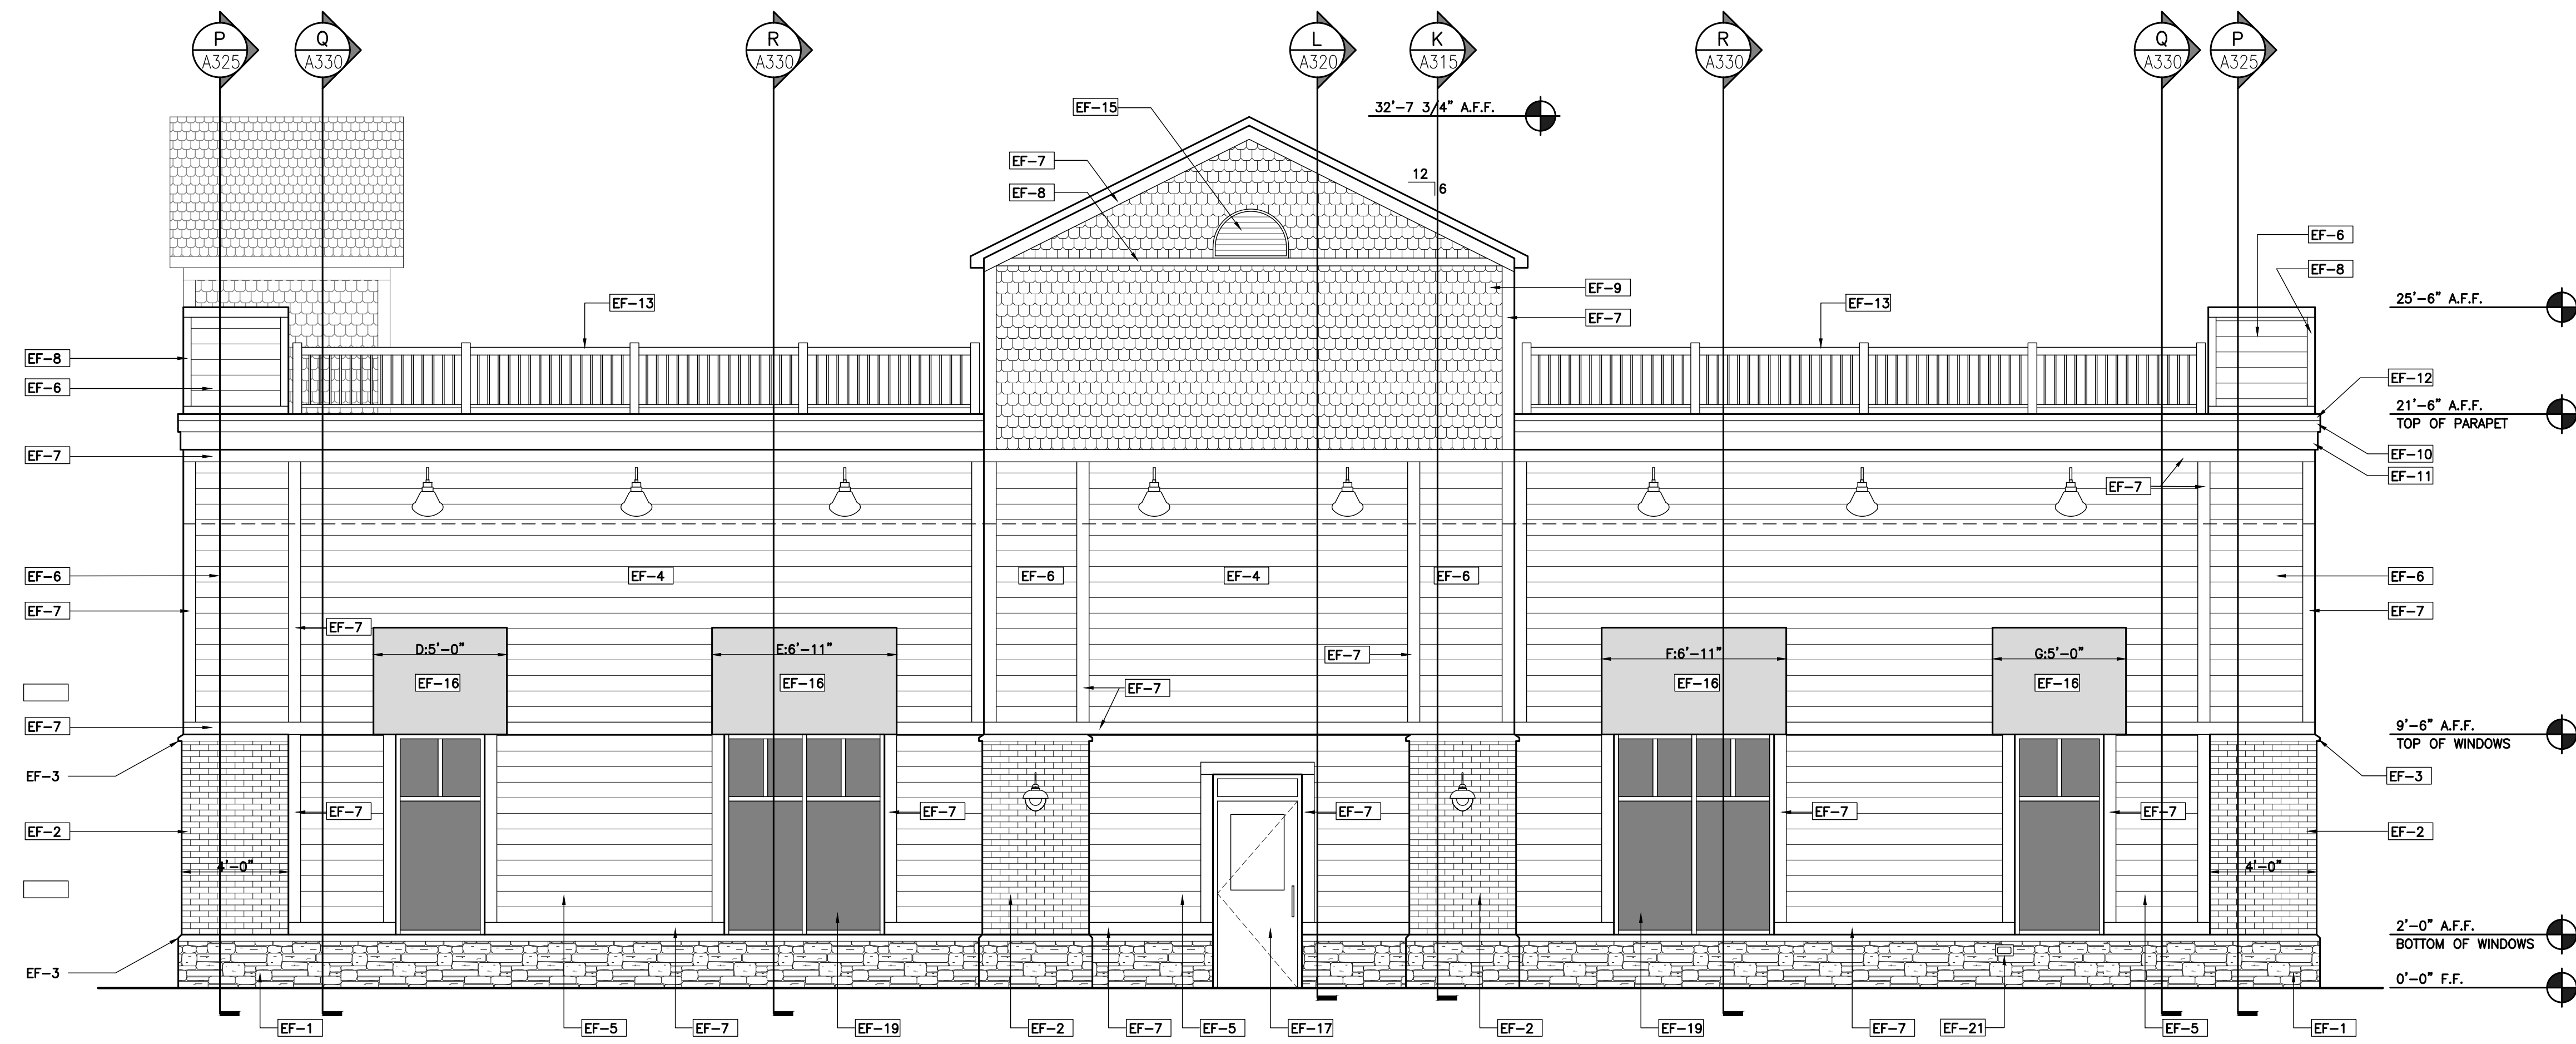 P
A325
Q
A330
R
A330
L
A320
K
A315
R
A330
Q
A330
P
A325
EF-15
32'-7 3/4" A.F.F.
EF-7
EF-8
12
6
EF-6
EF-8
EF-9
EF-13
EF-13
EF-7
25'-6" A.F.F.
EF-8
EF-6
EF-12
21'-6" A.F.F.
TOP OF PARAPET
EF-7
EF-10
EF-11
EF-7
EF-6
EF-4
EF-6
EF-4
EF-6
EF-6
EF-7
EF-7
EF-7
EF-7
D:5'-0"
E:6'-11"
F:6'-11"
G:5'-0"
EF-16
EF-16
EF-7
EF-16
EF-16
EF-7
9'-6" A.F.F.
TOP OF WINDOWS
EF-3
EF-3
EF-7
EF-7
EF-7
EF-7
EF-7
EF-2
EF-2
4'-0"
4'-0"
2'-0" A.F.F.
BOTTOM OF WINDOWS
EF-3
0'-0" F.F.
EF-1
EF-5
EF-7
EF-19
EF-2
EF-7
EF-5
EF-17
EF-2
EF-19
EF-7
EF-21
EF-5
EF-1